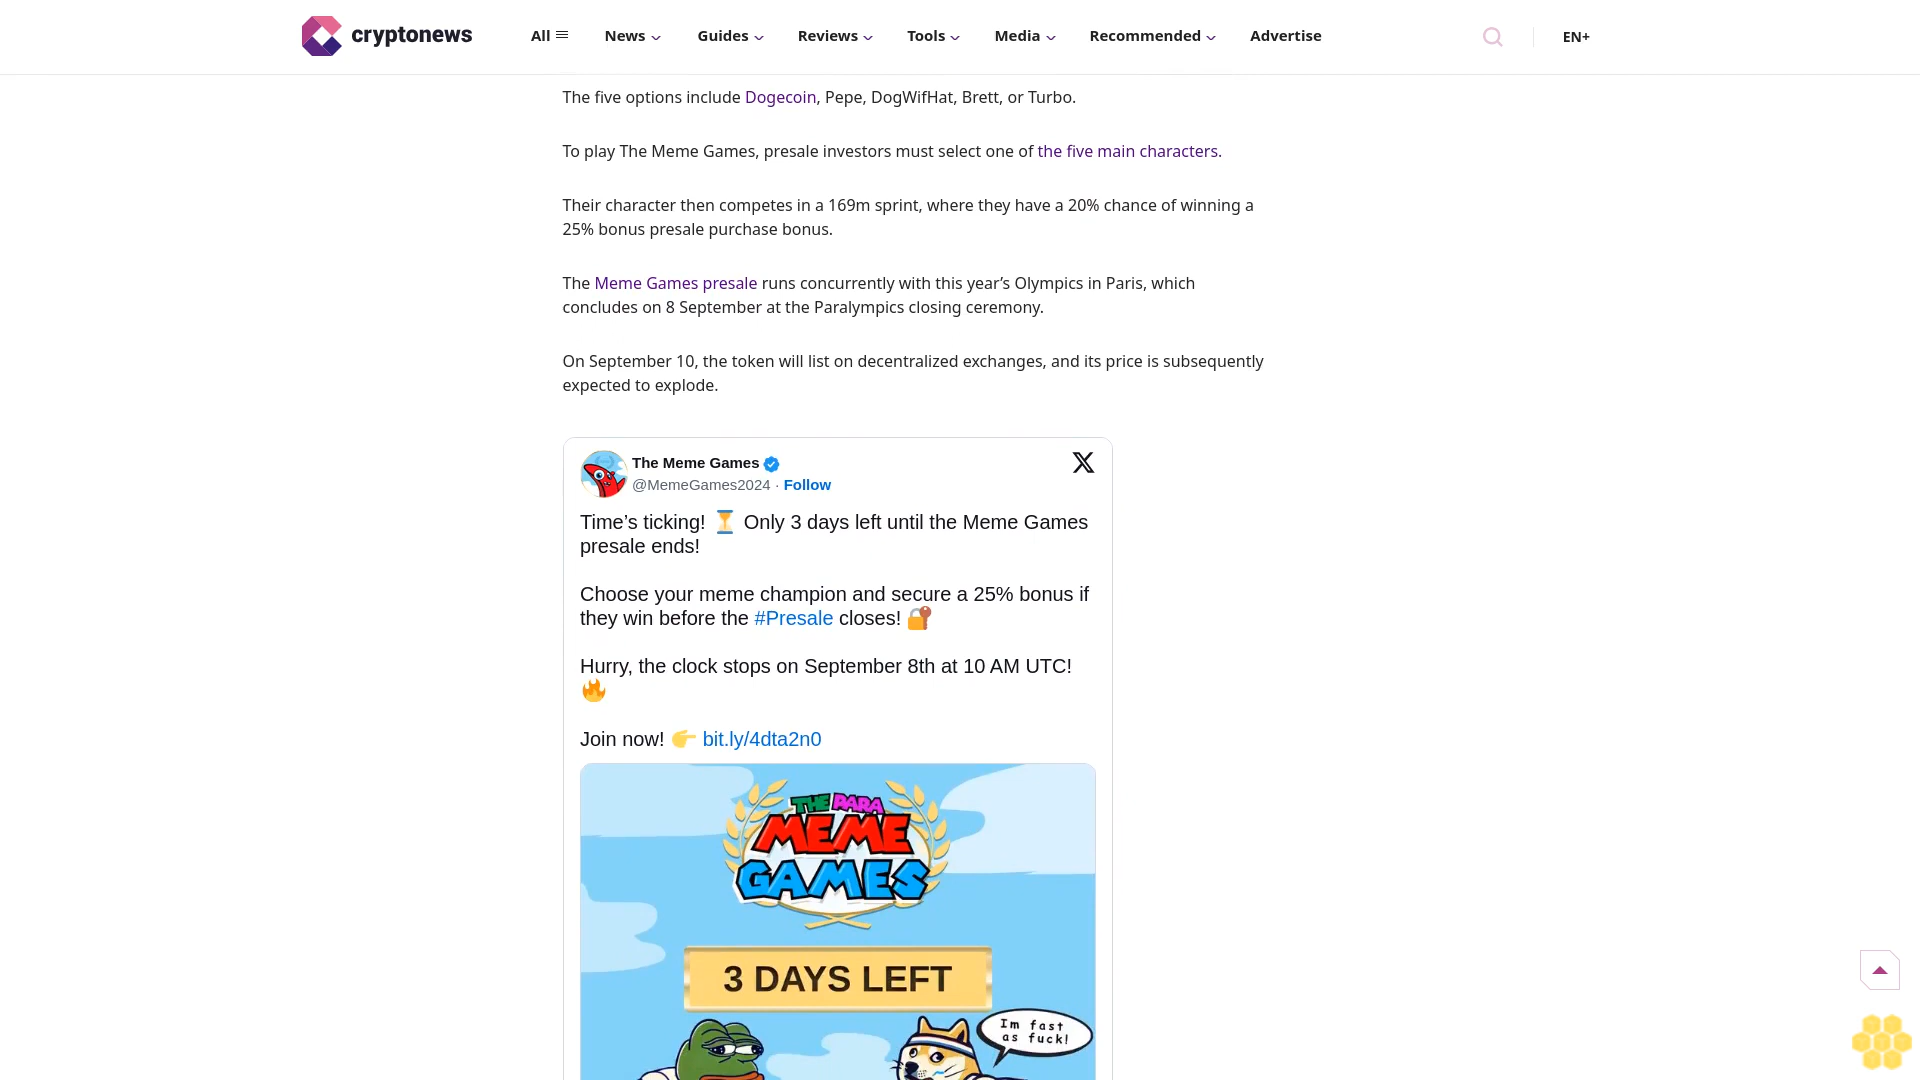 cryptonews
All
News
Guides
Reviews
Tools
Media
Recommended
Advertise
EN+
The five options include Dogecoin, Pepe, DogWifHat, Brett, or Turbo.
To play The Meme Games, presale investors must select one of the five main characters.
Their character then competes in a 169m sprint, where they have a 20% chance of winning a
25% bonus presale purchase bonus.
The Meme Games presale runs concurrently with this year’s Olympics in Paris, which
concludes on 8 September at the Paralympics closing ceremony.
On September 10, the token will list on decentralized exchanges, and its price is subsequently
expected to explode.
The Meme Games
@MemeGames2024 · Follow
Time’s ticking! ⏳ Only 3 days left until the Meme Games
presale ends!
Choose your meme champion and secure a 25% bonus if
they win before the #Presale closes! 🔐
Hurry, the clock stops on September 8th at 10 AM UTC!
🔥
Join now! 👉 bit.ly/4dta2n0
THE PARA
MEME
GAMES
3 DAYS LEFT
Im fast
as fuck!